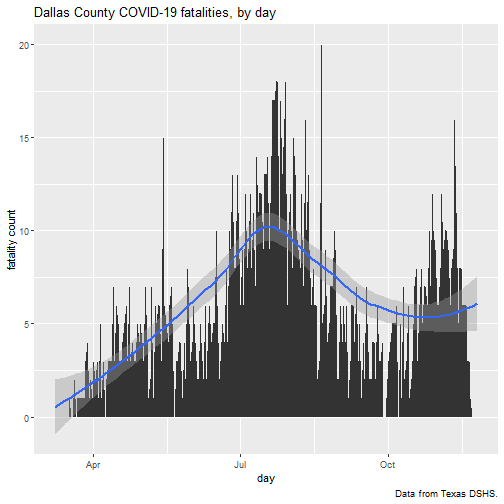 Dallas County COVID-19 fatalities, by day
fatality count
20
15
10
5
0
Apr Jul Oct
day
Data from Texas DSHS.